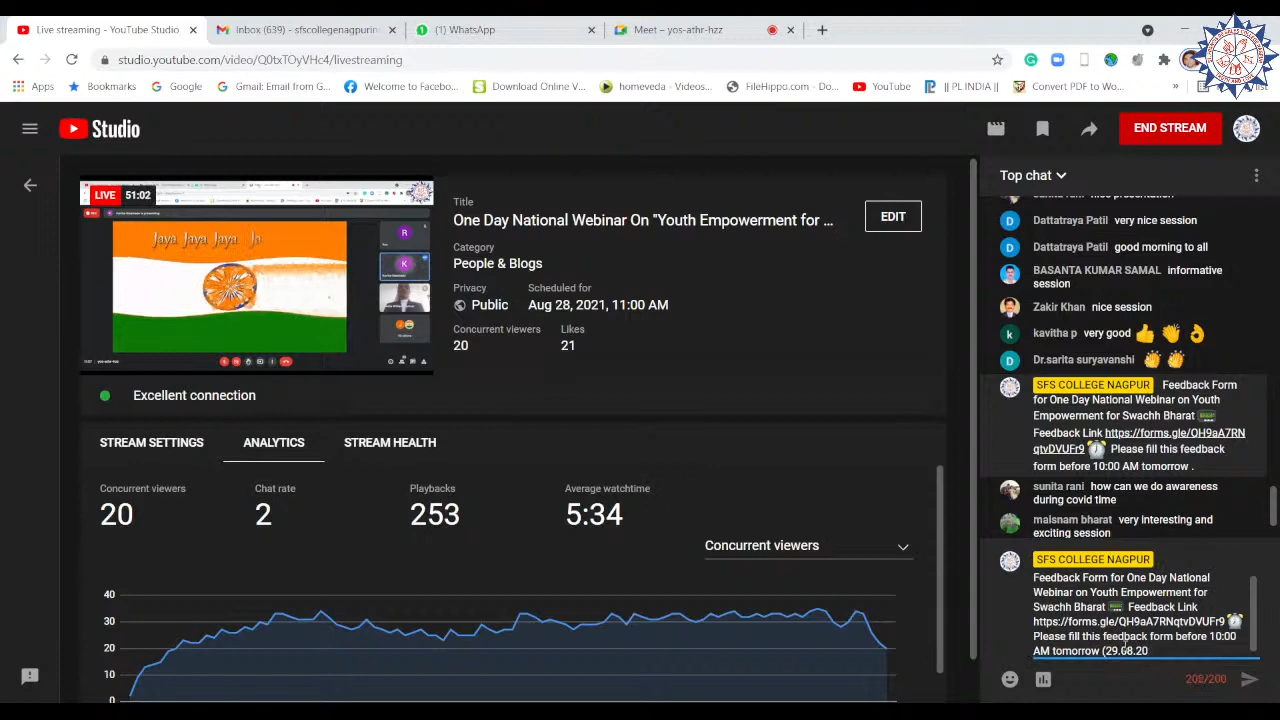 Live streaming - YouTube Studio
Inbox (639) - sfscollegenagpurin
(1) WhatsApp
Meet – yos-athr-hzz
studio.youtube.com/video/Q0txTOyVHc4/livestreaming
Apps
Bookmarks
Google
Gmail: Email from G...
Welcome to Facebo...
Download Online V...
homeveda - Videos...
FileHippo.com - Do...
YouTube
|| PL INDIA ||
Convert PDF to Wo...
»
Studio
END STREAM
LIVE
51:02
Jaya Jaya Jaya
Title
One Day National Webinar On "Youth Empowerment for ...
EDIT
Category
People & Blogs
Privacy
Scheduled for
Public
Aug 28, 2021, 11:00 AM
Concurrent viewers
Likes
20
21
Excellent connection
STREAM SETTINGS
ANALYTICS
STREAM HEALTH
Concurrent viewers
Chat rate
Playbacks
Average watchtime
20
2
253
5:34
Concurrent viewers
40
30
20
10
0
Top chat
Dattatraya Patil very nice session
Dattatraya Patil good morning to all
BASANTA KUMAR SAMAL informative
session
Zakir Khan nice session
kavitha p very good 👍 👏 👌
Dr.sarita suryavanshi 👏 👏
SFS COLLEGE NAGPUR Feedback Form
for One Day National Webinar on Youth
Empowerment for Swachh Bharat 📟
Feedback Link https://forms.gle/QH9aA7RN
qtvDVUFr9 ⏰ Please fill this feedback
form before 10:00 AM tomorrow .
sunita rani how can we do awareness
during covid time
maisnam bharat very interesting and
exciting session
SFS COLLEGE NAGPUR
Feedback Form for One Day National
Webinar on Youth Empowerment for
Swachh Bharat 📟 Feedback Link
https://forms.gle/QH9aA7RNqtvDVUFr9 ⏰
Please fill this feedback form before 10:00
AM tomorrow (29.08.20
205/200